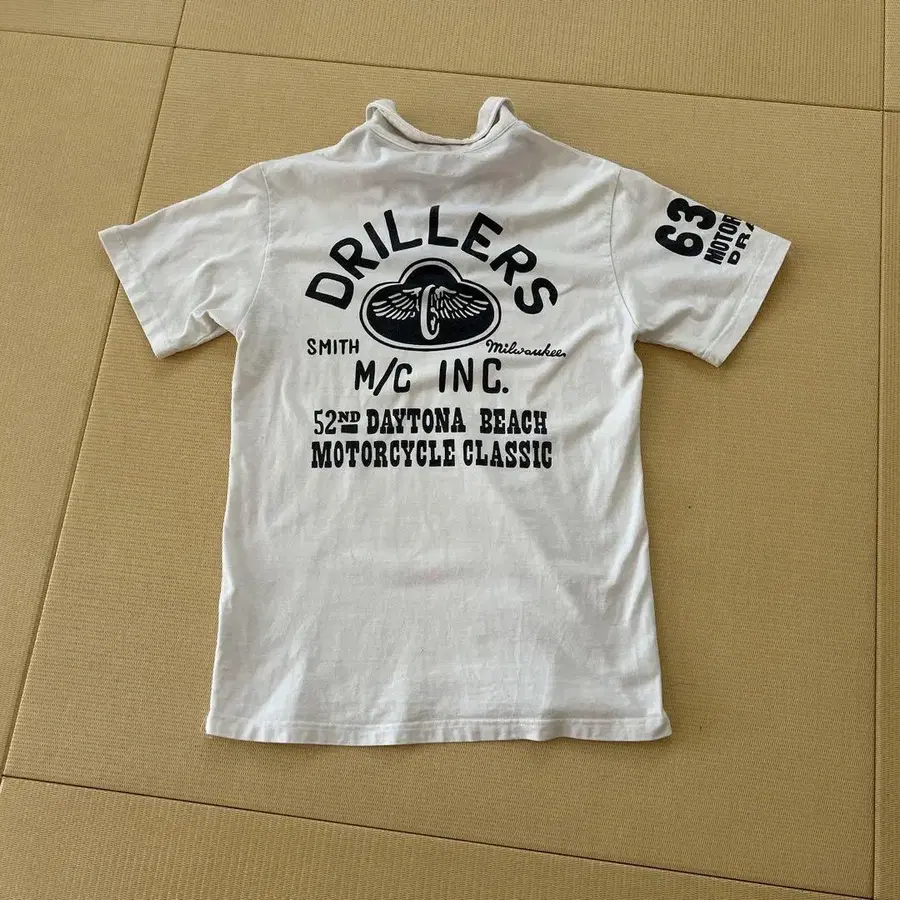 DRILLERS
SMITH Milwaukee
M/C INC.
52ND DAYTONA BEACH
MOTORCYCLE CLASSIC
63